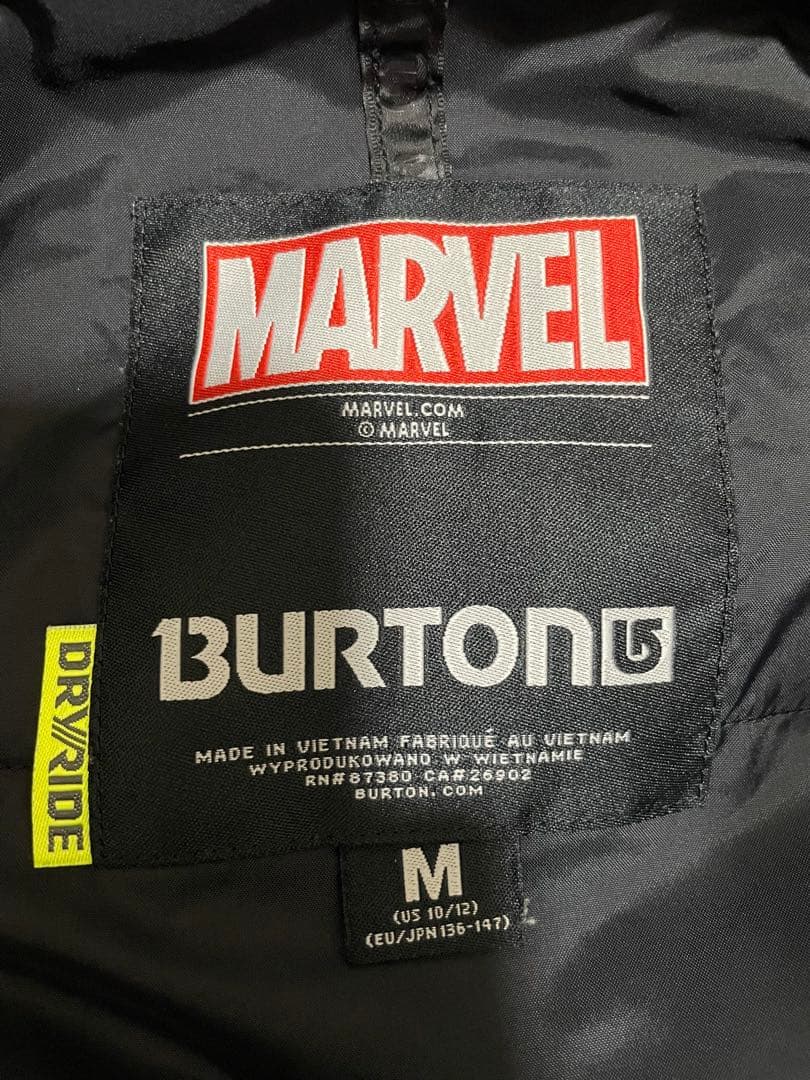 MARVEL
MARVEL.COM
© MARVEL
BURTON
DRY//RIDE
MADE IN VIETNAM FABRIQUÉ AU VIETNAM
WYPRODUKOWANO W WIETNAMIE
RN#87380 CA#26902
BURTON.COM
M
(US 10/12)
(EU/JPN 136-147)